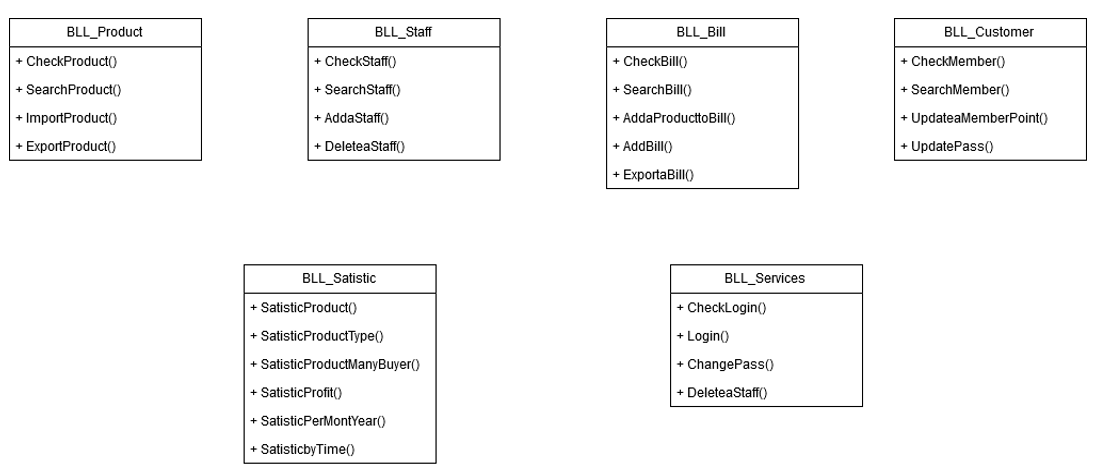 BLL_Product
+ CheckProduct()
+ SearchProduct()
+ ImportProduct()
+ ExportProduct()
BLL_Staff
+ CheckStaff()
+ SearchStaff()
+ AddaStaff()
+ DeleteaStaff()
BLL_Bill
+ CheckBill()
+ SearchBill()
+ AddaProducttoBill()
+ AddBill()
+ ExportaBill()
BLL_Customer
+ CheckMember()
+ SearchMember()
+ UpdateaMemberPoint()
+ UpdatePass()
BLL_Satistic
+ SatisticProduct()
+ SatisticProductType()
+ SatisticProductManyBuyer()
+ SatisticProfit()
+ SatisticPerMontYear()
+ SatisticbyTime()
BLL_Services
+ CheckLogin()
+ Login()
+ ChangePass()
+ DeleteaStaff()